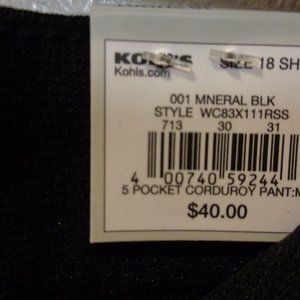 KOHL'S SIZE 18 SH
Kohls.com
001 MNERAL BLK
STYLE WC83X111RSS
713 30 31
4 00740 59244
5 POCKET CORDUROY PANT:M
$40.00